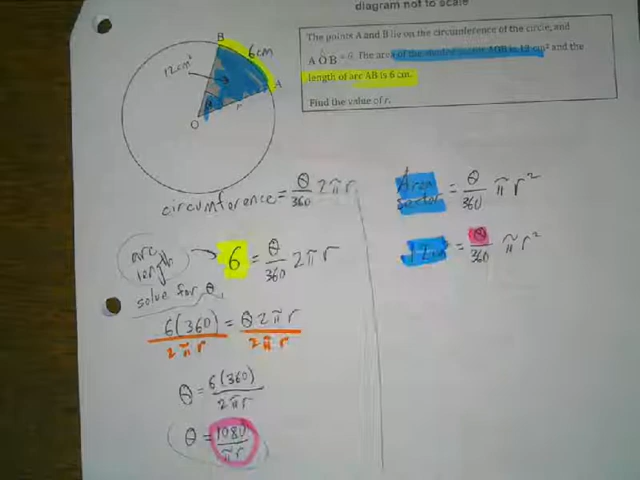 diagram not to scale
The points A and B lie on the circumference of the circle, and
AÔB = θ. The area of the shaded sector AOB is 12 cm² and the
length of arc AB is 6 cm.
Find the value of r.
B
6cm
12cm²
A
θ
r
O
circumference = θ/360 2πr
Area sector = θ/360 πr²
arc length → 6 = θ/360 2πr
12cm² = θ/360 πr²
solve for θ
6(360)/2πr = θ2πr/2πr
θ = 6(360)/2πr
θ = 1080/πr